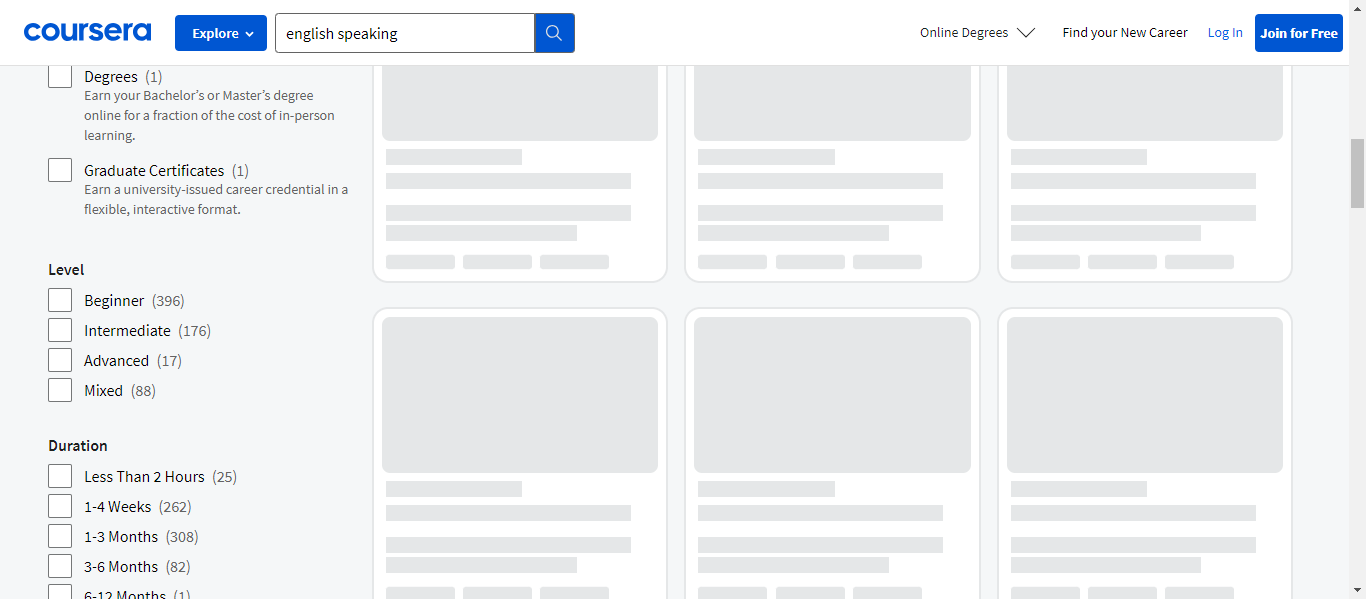 coursera
Explore
english speaking
Online Degrees
Find your New Career
Log In
Join for Free
Degrees (1)
Earn your Bachelor’s or Master’s degree
online for a fraction of the cost of in-person
learning.
Graduate Certificates (1)
Earn a university-issued career credential in a
flexible, interactive format.
Level
Beginner (396)
Intermediate (176)
Advanced (17)
Mixed (88)
Duration
Less Than 2 Hours (25)
1-4 Weeks (262)
1-3 Months (308)
3-6 Months (82)
6-12 Months (1)